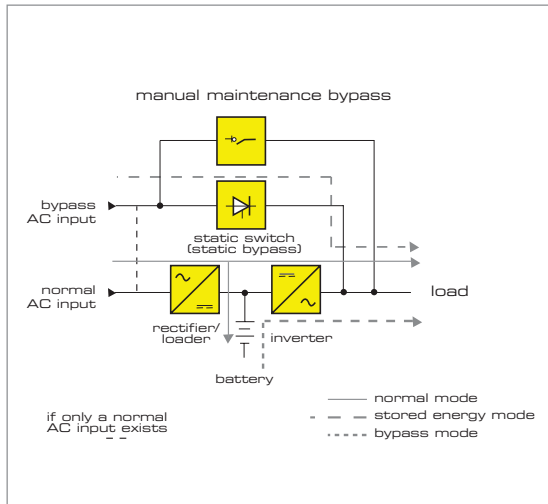 manual maintenance bypass
bypass
AC input
static switch
(static bypass)
normal
AC input
load
rectifier/
loader
inverter
battery
if only a normal
AC input exists
normal mode
stored energy mode
bypass mode